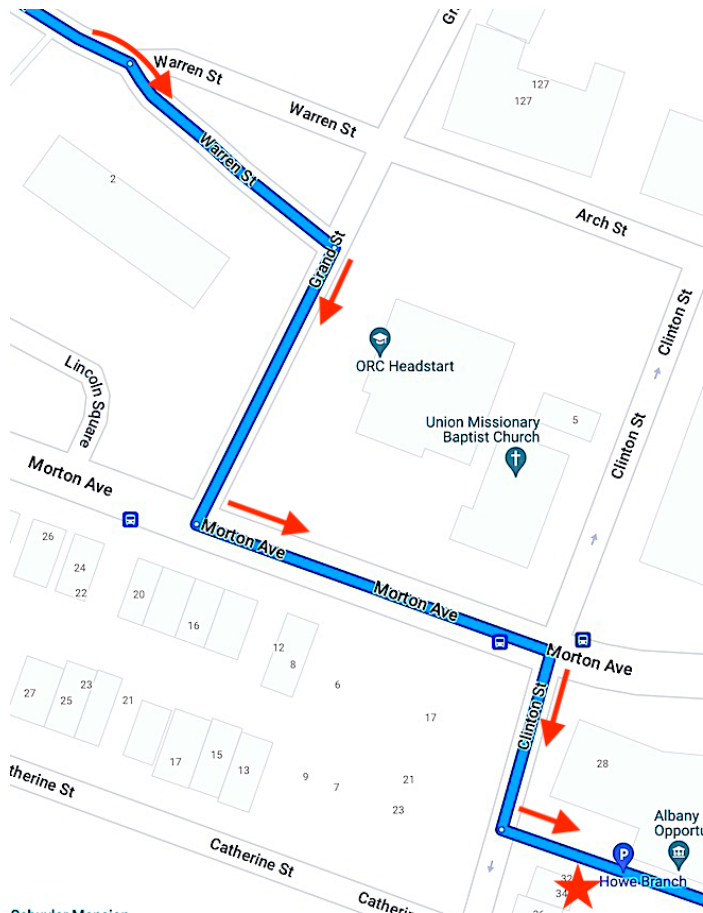 Gr
Warren St
127
Warren St
127
Warren St
2
Arch St
Grand St
Clinton St
ORC Headstart
Lincoln Square
Union Missionary
Baptist Church
5
Clinton St
Morton Ave
Morton Ave
26
24
22
20
16
Morton Ave
12
8
6
Morton Ave
27
25
23
21
17
Clinton St
17
15
13
9
7
21
23
28
therine St
Albany
Opportu
P
Catherine St
32
34
Howe Branch
Cather